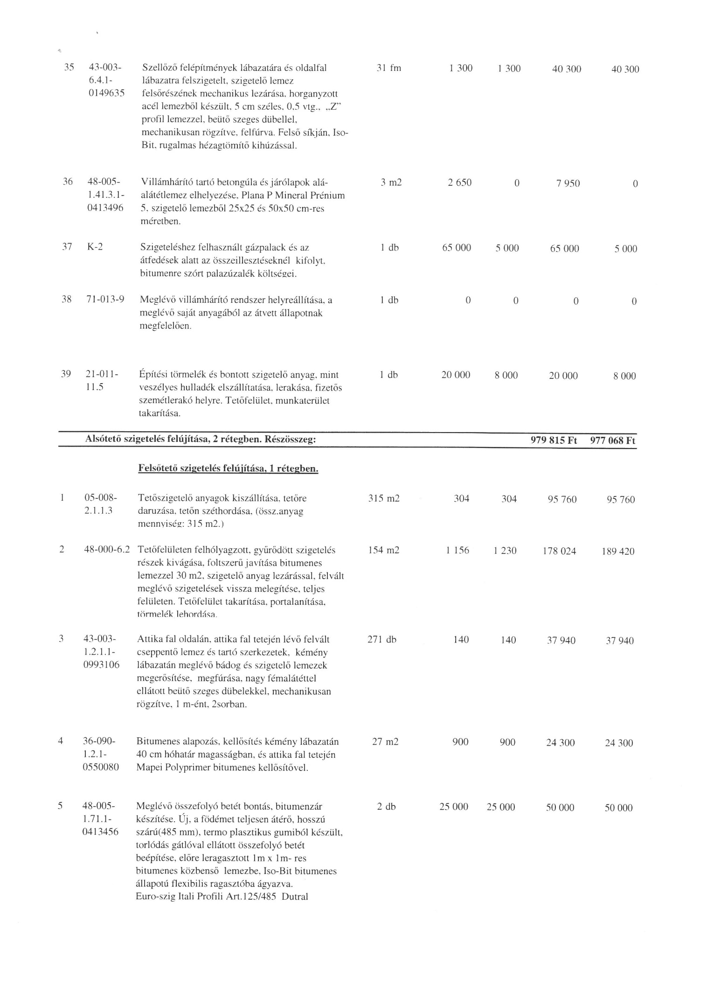 35 43-003- Szellőző felépítmények lábazatára és oldalfal 31 fm 1 300 1 300 40 300 40 300
6.4.1- lábazatra felszigetelt, szigetelő lemez
0149635 felsőrészének mechanikus lezárása, horganyzott
acél lemezből készült, 5 cm széles, 0,5 vtg., „Z”
profil lemezzel, beütő szeges dübellel,
mechanikusan rögzítve, felfúrva. Felső síkján, Iso-
Bit, rugalmas hézagtömítő kihúzással.
36 48-005- Villámhárító tartó betongúla és járólapok alá- 3 m2 2 650 0 7 950 0
1.41.3.1- alátétlemez elhelyezése, Plana P Mineral Prénium
0413496 5, szigetelő lemezből 25x25 és 50x50 cm-res
méretben.
37 K-2 Szigeteléshez felhasznált gázpalack és az 1 db 65 000 5 000 65 000 5 000
átfedések alatt az összeillesztéseknél kifolyt,
bitumenre szórt palazúzalék költségei.
38 71-013-9 Meglévő villámhárító rendszer helyreállítása, a 1 db 0 0 0 0
meglévő saját anyagából az átvett állapotnak
megfelelően.
39 21-011- Építési törmelék és bontott szigetelő anyag, mint 1 db 20 000 8 000 20 000 8 000
11.5 veszélyes hulladék elszállítatása, lerakása, fizetős
szemétlerakó helyre. Tetőfelület, munkaterület
takarítása.
Alsótető szigetelés felújítása, 2 rétegben. Részösszeg: 979 815 Ft 977 068 Ft
Felsőtető szigetelés felújítása, 1 rétegben.
1 05-008- Tetőszigetelő anyagok kiszállítása, tetőre 315 m2 304 304 95 760 95 760
2.1.1.3 daruzása, tetőn széthordása, (össz.anyag
mennyiség: 315 m2.)
2 48-000-6.2 Tetőfelületen felhólyagzott, gyűrődött szigetelés 154 m2 1 156 1 230 178 024 189 420
részek kivágása, foltszerű javítása bitumenes
lemezzel 30 m2, szigetelő anyag lezárással, felvált
meglévő szigetelések vissza melegítése, teljes
felületen. Tetőfelület takarítása, portalanítása,
törmelék lehordása.
3 43-003- Attika fal oldalán, attika fal tetején lévő felvált 271 db 140 140 37 940 37 940
1.2.1.1- cseppentő lemez és tartó szerkezetek, kémény
0993106 lábazatán meglévő bádog és szigetelő lemezek
megerősítése, megfúrása, nagy fémalátéttel
ellátott beütő szeges dübelekkel, mechanikusan
rögzítve, 1 m-ént, 2sorban.
4 36-090- Bitumenes alapozás, kellősítés kémény lábazatán 27 m2 900 900 24 300 24 300
1.2.1- 40 cm hóhatár magasságban, és attika fal tetején
0550080 Mapei Polyprimer bitumenes kellősítővel.
5 48-005- Meglévő összefolyó betét bontás, bitumenzár 2 db 25 000 25 000 50 000 50 000
1.71.1- készítése. Új, a födémet teljesen átérő, hosszú
0413456 szárú(485 mm), termo plasztikus gumiból készült,
torlódás gátlóval ellátott összefolyó betét
beépítése, előre leragasztott 1m x 1m- res
bitumenes közbenső lemezbe, Iso-Bit bitumenes
állapotú flexibilis ragasztóba ágyazva.
Euro-szig Itali Profili Art.125/485 Dutral